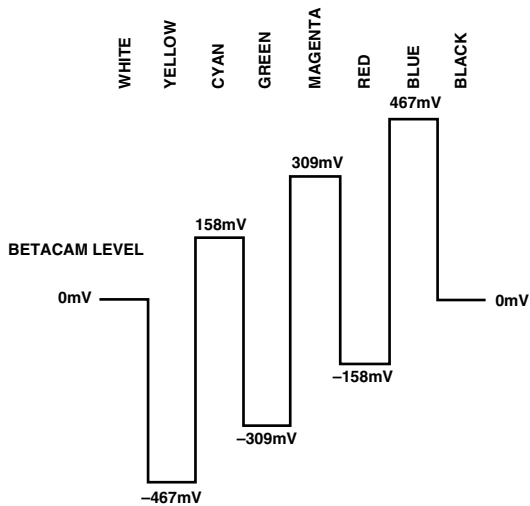 WHITE
YELLOW
CYAN
GREEN
MAGENTA
RED
BLUE
BLACK
467mV
309mV
158mV
BETACAM LEVEL
0mV
0mV
–158mV
–309mV
–467mV